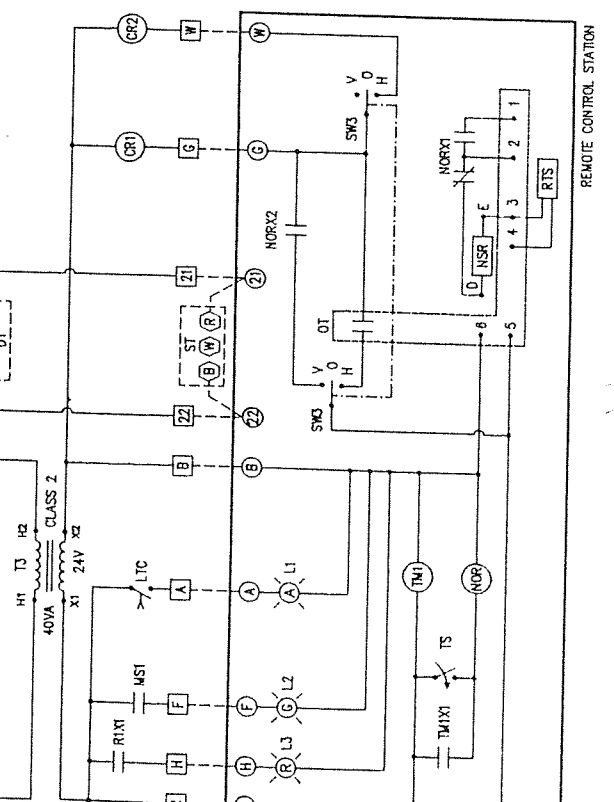 REMOTE CONTROL STATION
CR2
W
W
V
O
H
SW3
CR1
G
G
NORX2
NORX1
1
2
3
4
E
RTS
NSR
D
21
21
ST
R
W
B
OT
6
5
V
O
H
SW3
22
22
B
B
CLASS 2
H2
X2
T3
24V
H1
X1
40VA
LTC
A
A
A
L1
TM1
NOR
MS1
F
F
G
L2
TS
R1X1
H
H
R
L3
TM1X1